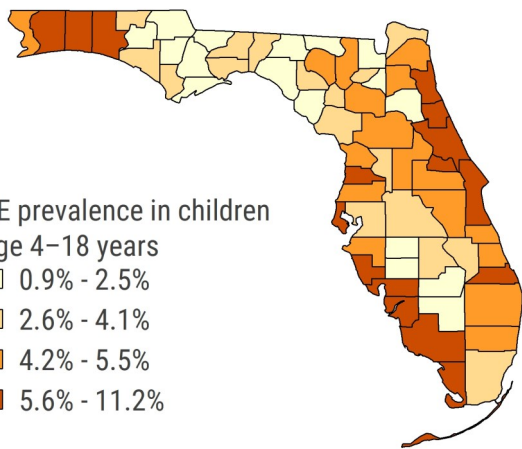 E prevalence in children
ge 4–18 years
0.9% - 2.5%
2.6% - 4.1%
4.2% - 5.5%
5.6% - 11.2%